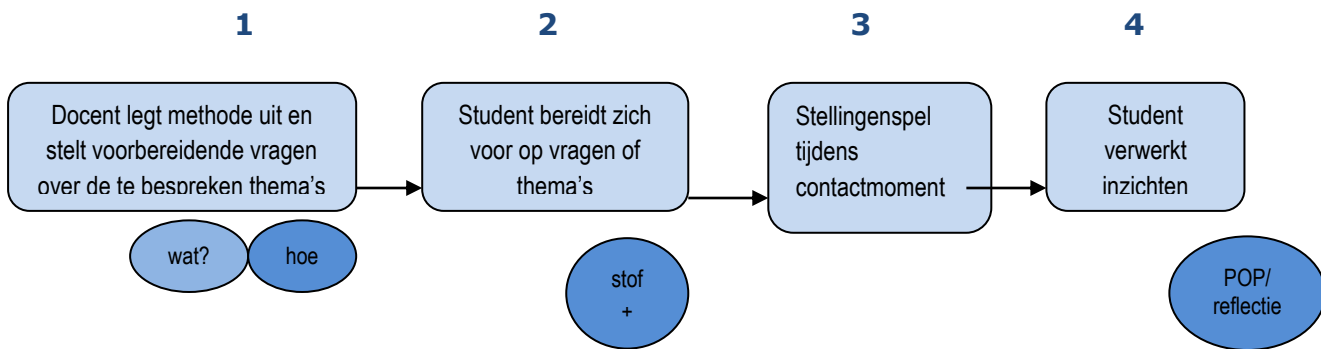 1
2
3
4
Docent legt methode uit en
stelt voorbereidende vragen
over de te bespreken thema's
Student bereidt zich
voor op vragen of
thema's
Stellingenspel
tijdens
contactmoment
Student
verwerkt
inzichten
wat?
hoe
stof
+
POP/
reflectie